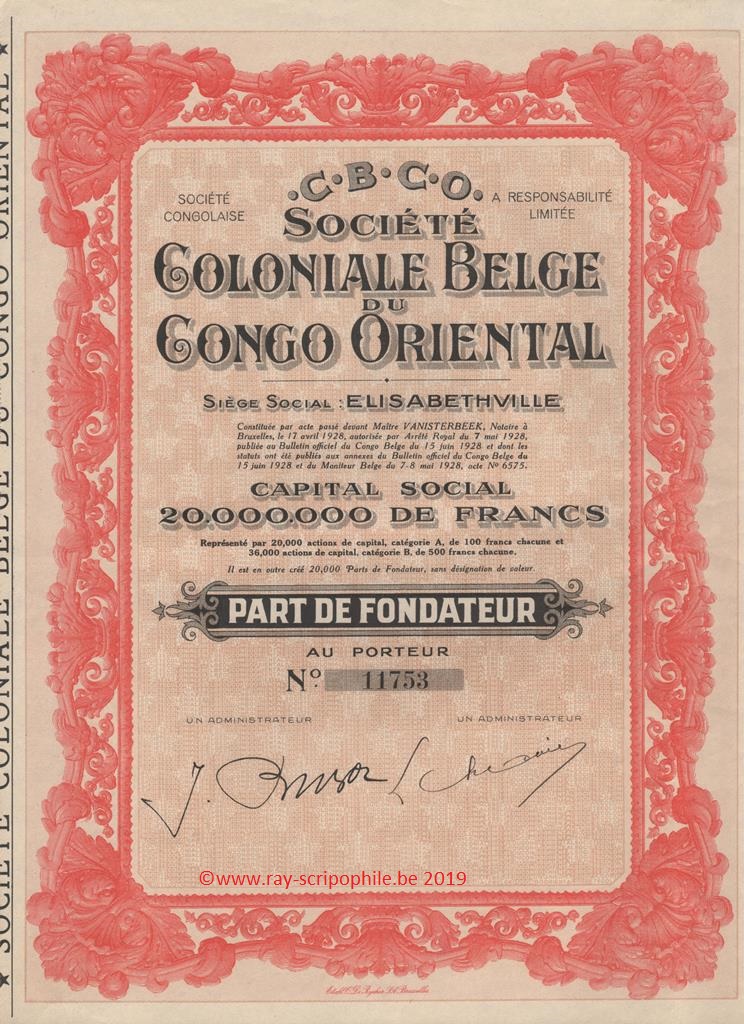 SOCIÉTÉ COLONIALE BELGE DU CONGO ORIENTAL
.C.B.C.O.
SOCIÉTÉ CONGOLAISE
A RESPONSABILITÉ LIMITÉE
SOCIÉTÉ
COLONIALE BELGE
DU
CONGO ORIENTAL
SIÈGE SOCIAL : ELISABETHVILLE
Constituée par acte passé devant Maître VANISTERBEEK, Notaire à
Bruxelles, le 17 avril 1928, autorisée par Arrêté Royal du 7 mai 1928,
publiée au Bulletin officiel du Congo Belge du 15 juin 1928 et dont les
statuts ont été publiés aux annexes du Bulletin officiel du Congo Belge du
15 juin 1928 et du Moniteur Belge du 7-8 mai 1928, acte Nº 6575.
CAPITAL SOCIAL
20.000.000 DE FRANCS
Représenté par 20,000 actions de capital, catégorie A, de 100 francs chacune et
36,000 actions de capital, catégorie B, de 500 francs chacune.
Il est en outre créé 20,000 Parts de Fondateur, sans désignation de valeur.
PART DE FONDATEUR
AU PORTEUR
Nº. 11753
UN ADMINISTRATEUR
UN ADMINISTRATEUR
©www.ray-scripophile.be 2019